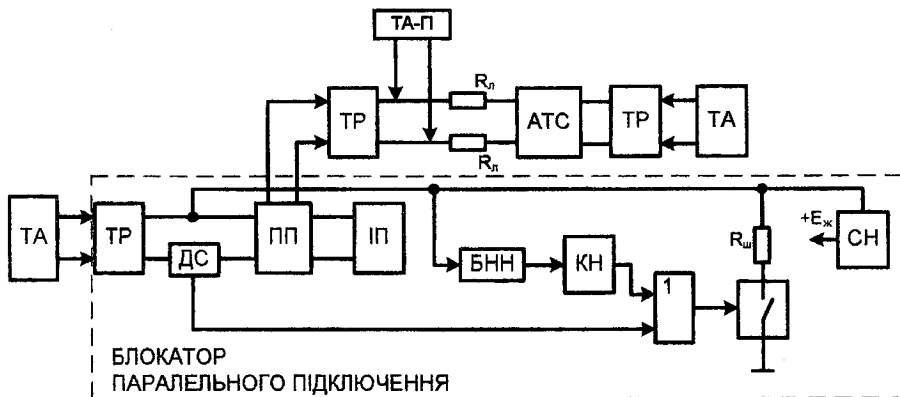 ТА-П
Rл
ТР
АТС
ТР
ТА
Rл
ТА
ТР
ДС
ПП
ІП
БНН
КН
1
Rш
+Eж
СН
БЛОКАТОР
ПАРАЛЕЛЬНОГО ПІДКЛЮЧЕННЯ